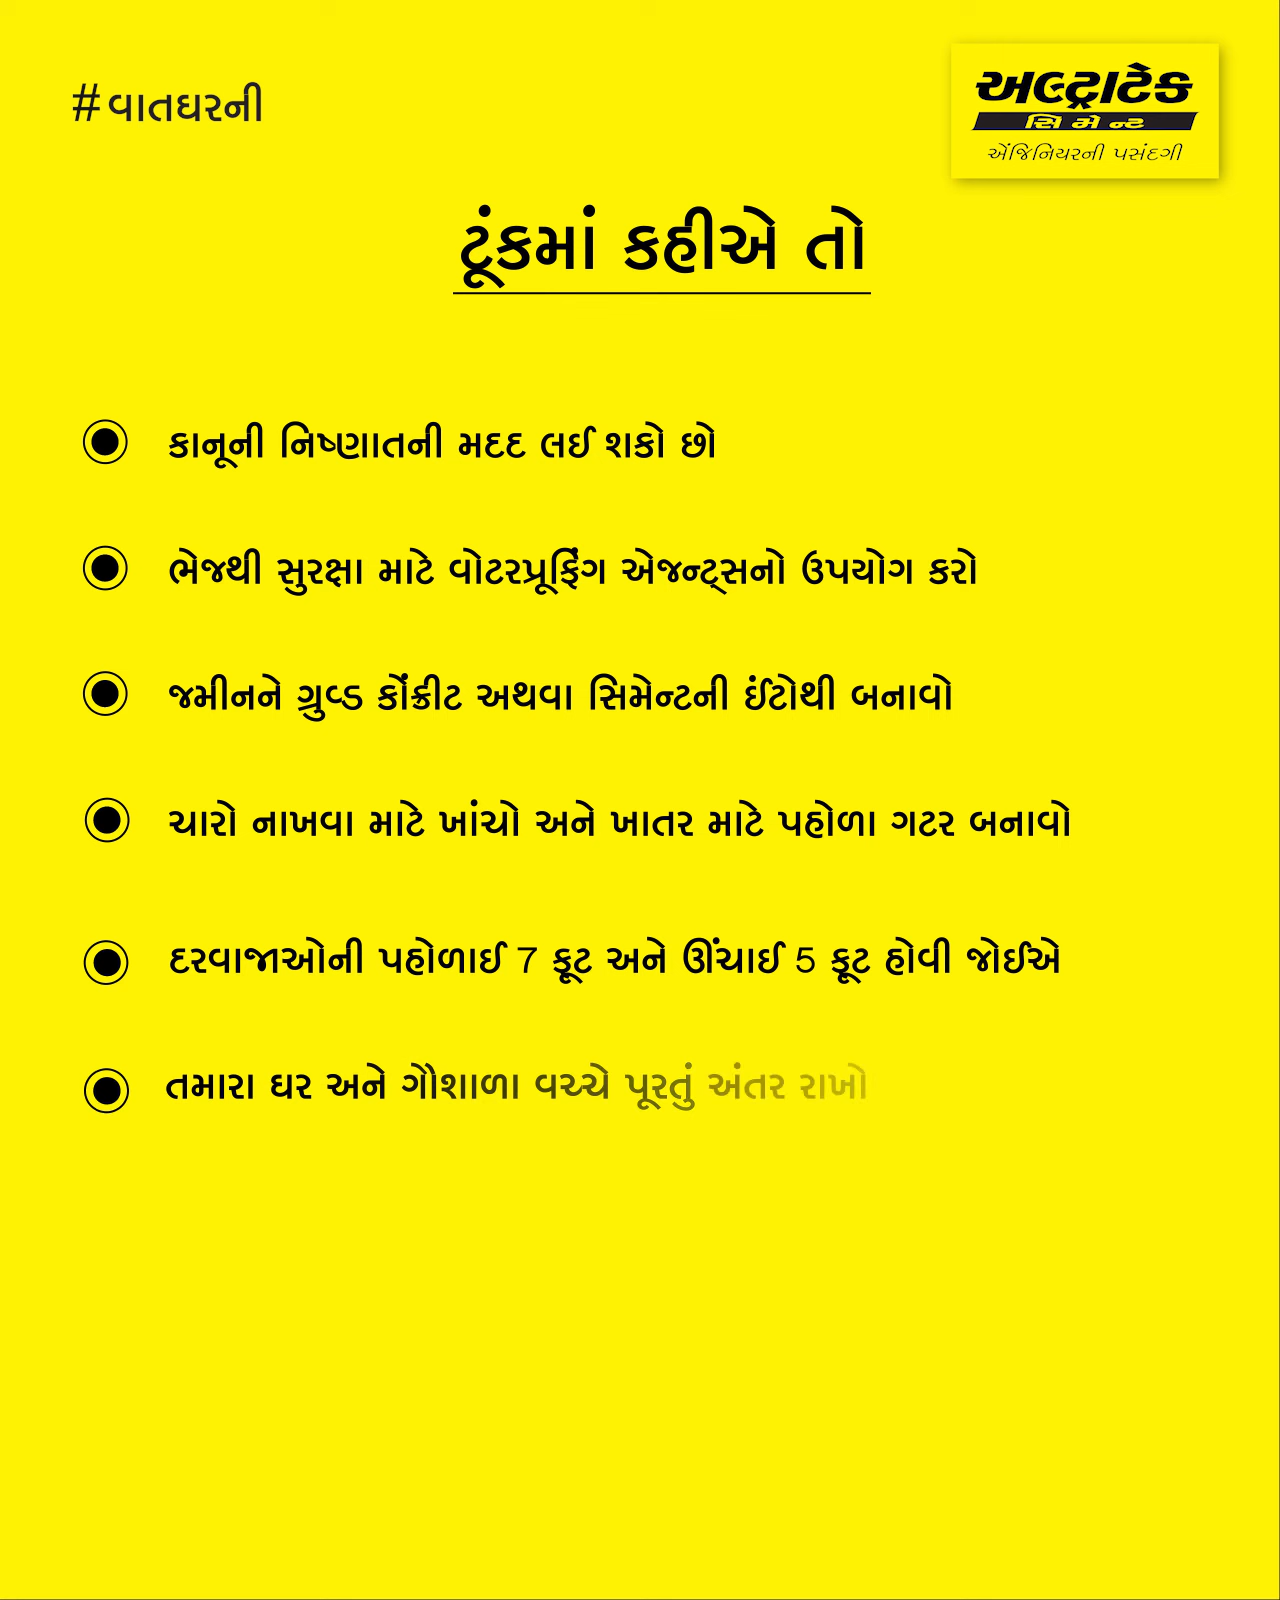 #વાતઘરની
અલ્ટ્રાટેક
સિમેન્ટ
એંજિનિયરની પસંદગી
ટૂંકમાં કહીએ તો
કાનૂની નિષ્ણાતની મદદ લઈ શકો છો
ભેજથી સુરક્ષા માટે વોટરપ્રૂફિંગ એજન્ટ્સનો ઉપયોગ કરો
જમીનને ગ્રુવ્ડ કોંક્રીટ અથવા સિમેન્ટની ઈંટોથી બનાવો
ચારો નાખવા માટે ખાંચો અને ખાતર માટે પહોળા ગટર બનાવો
દરવાજાઓની પહોળાઈ 7 ફૂટ અને ઊંચાઈ 5 ફૂટ હોવી જોઈએ
તમારા ઘર અને ગૌશાળા વચ્ચે પૂરતું અંતર રાખો